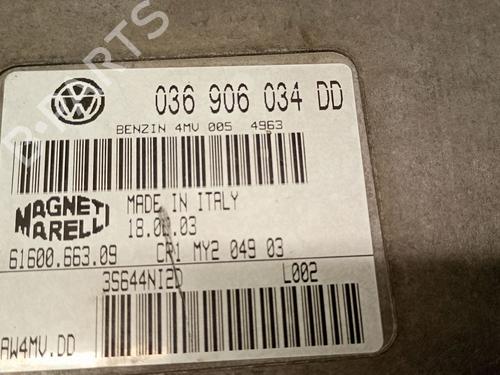 036 906 034 DD
BENZIN 4MV 005 4963
MAGNETI
MARELLI
MADE IN ITALY
61600.663.09
CR1 MY2 049 03
3S644NI2D
L002
AW4MV.DD
B-PARTS